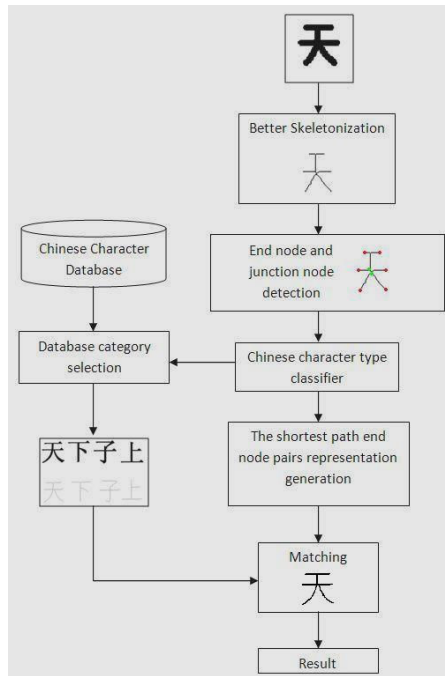 天
Better Skeletonization
天
End node and
junction node
detection
天
Chinese Character
Database
Database category
selection
Chinese character type
classifier
天下子上
天下子上
The shortest path end
node pairs representation
generation
Matching
天
Result